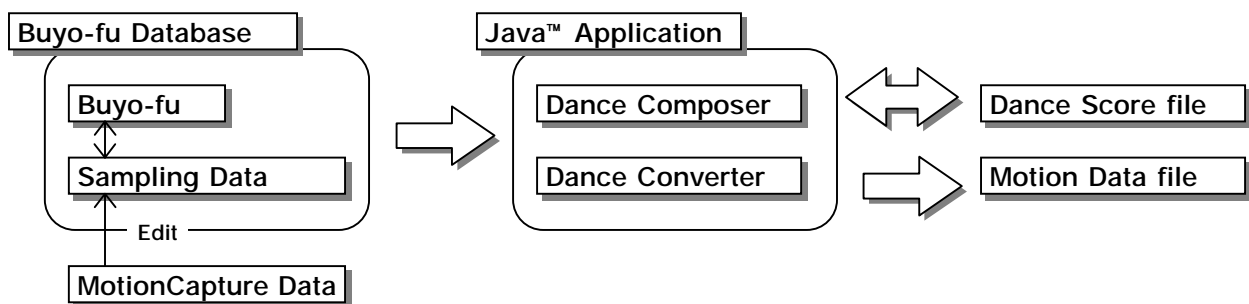 Buyo-fu Database
Buyo-fu
Sampling Data
Edit
MotionCapture Data
Java™ Application
Dance Composer
Dance Converter
Dance Score file
Motion Data file